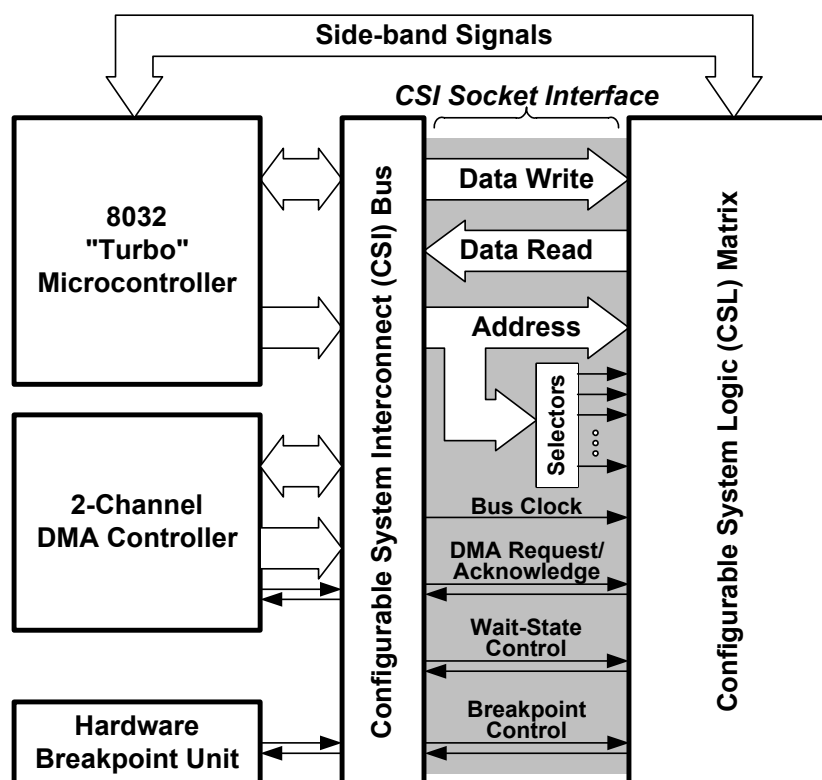 Side-band Signals
CSI Socket Interface
8032
"Turbo"
Microcontroller
2-Channel
DMA Controller
Hardware
Breakpoint Unit
Configurable System Interconnect (CSI) Bus
Data Write
Data Read
Address
Selectors
Bus Clock
DMA Request/
Acknowledge
Wait-State
Control
Breakpoint
Control
Configurable System Logic (CSL) Matrix